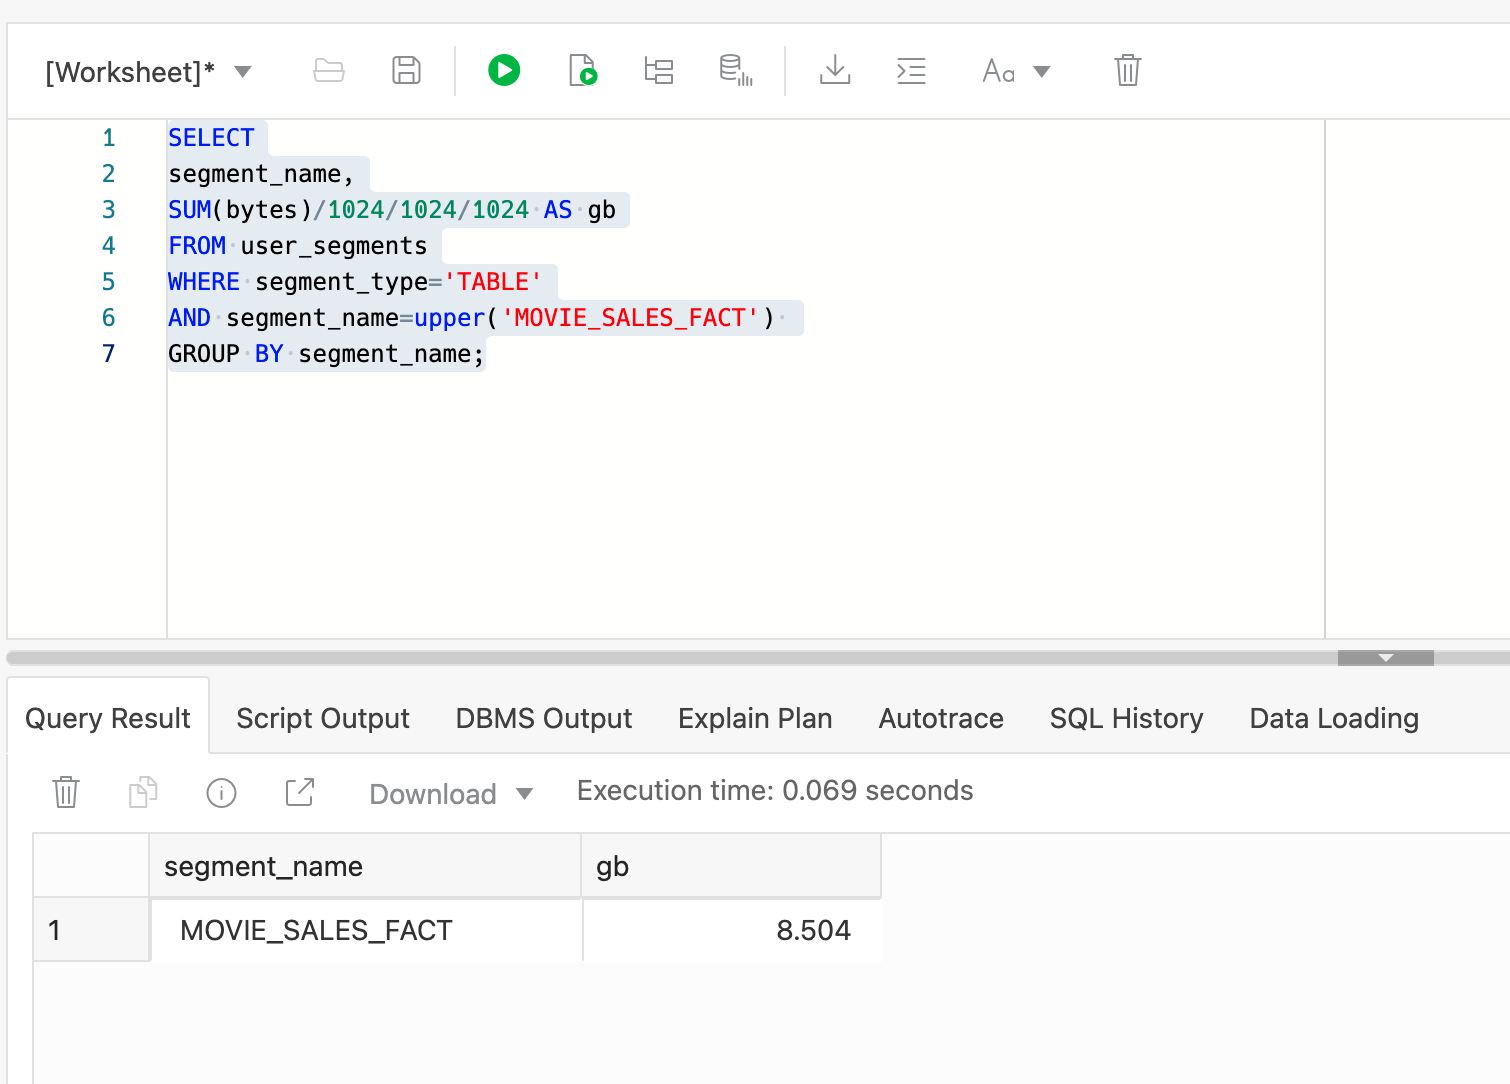 [Worksheet]*
Aa
1 SELECT
2 segment_name,
3 SUM(bytes)/1024/1024/1024 AS gb
4 FROM user_segments
5 WHERE segment_type='TABLE'
6 AND segment_name=upper('MOVIE_SALES_FACT')
7 GROUP BY segment_name;
Query Result Script Output DBMS Output Explain Plan Autotrace SQL History Data Loading
Download Execution time: 0.069 seconds
segment_name gb
1 MOVIE_SALES_FACT 8.504